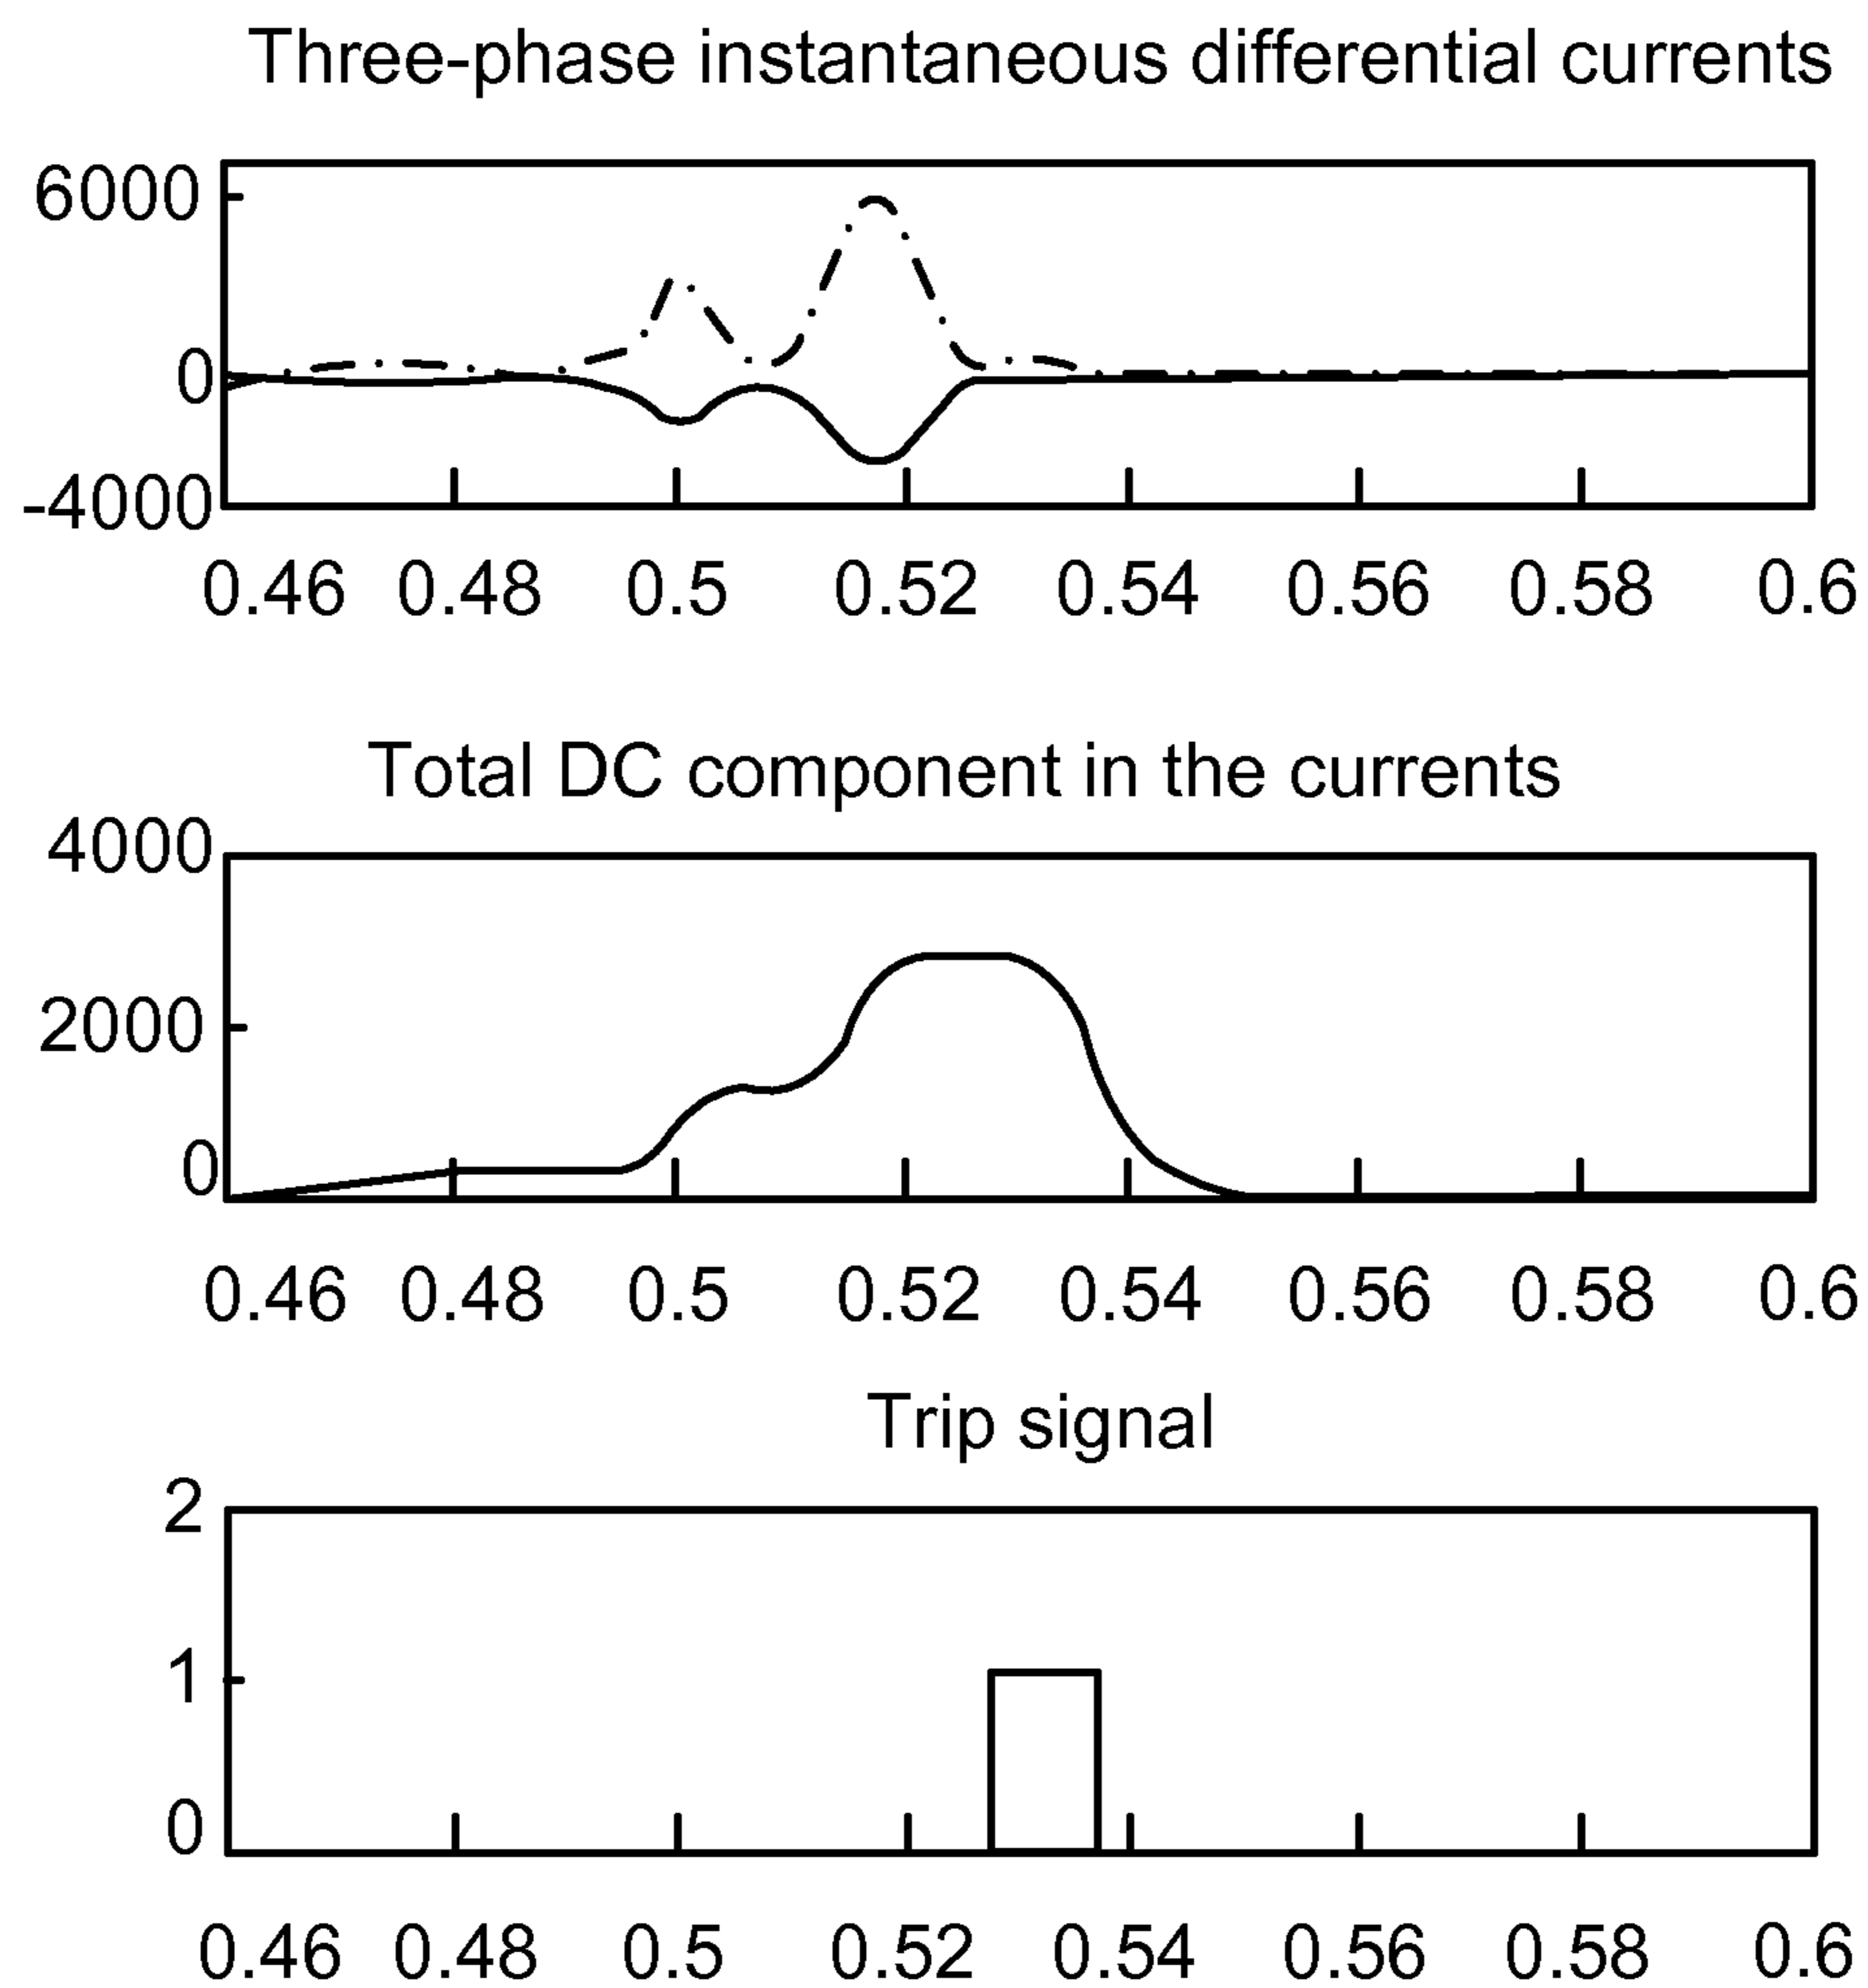 Three-phase instantaneous differential currents
6000
0
-4000
0.46 0.48 0.5 0.52 0.54 0.56 0.58 0.6
Total DC component in the currents
4000
2000
0
0.46 0.48 0.5 0.52 0.54 0.56 0.58 0.6
Trip signal
2
1
0
0.46 0.48 0.5 0.52 0.54 0.56 0.58 0.6